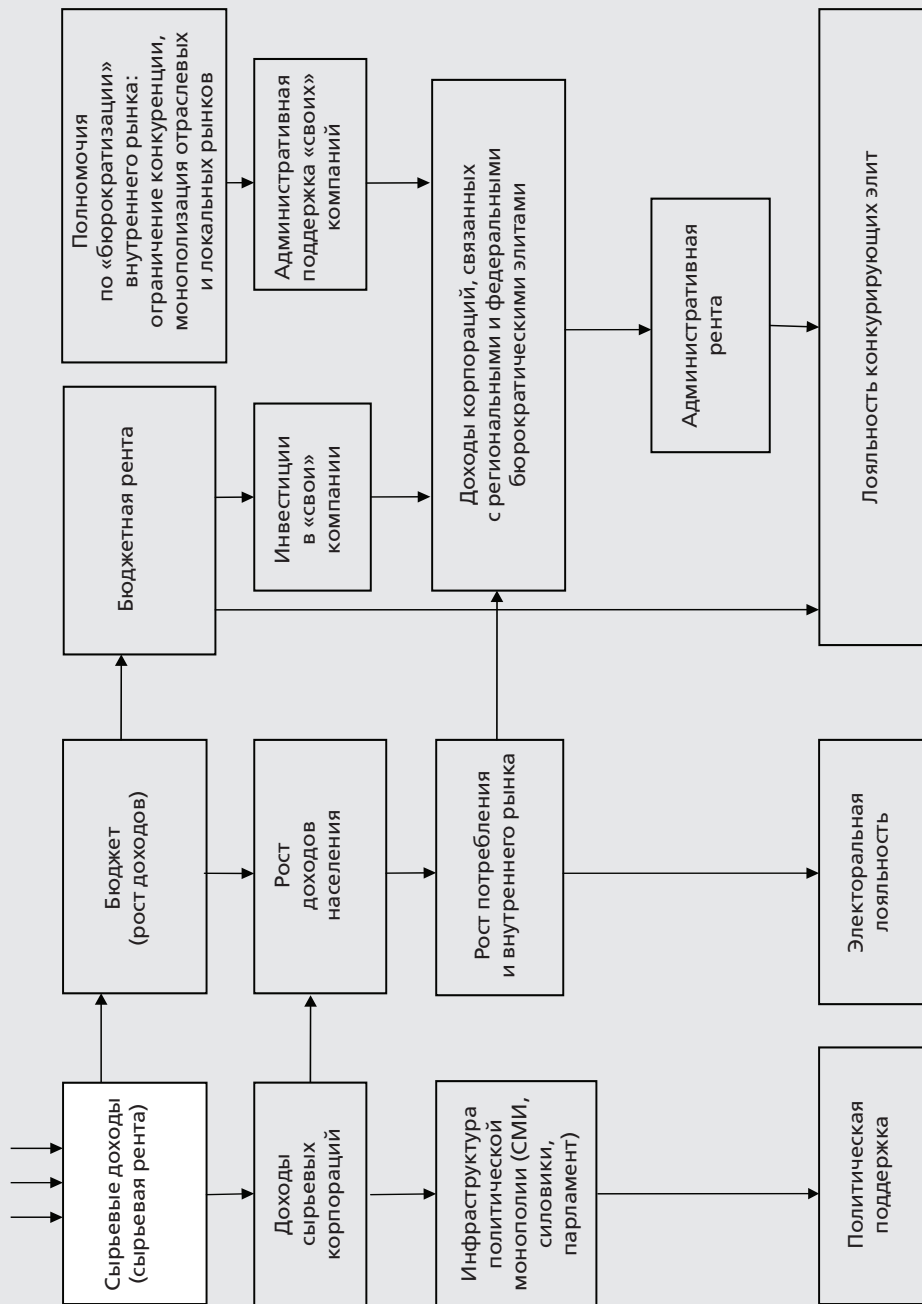 Сырьевые доходы
(сырьевая рента)
Бюджет
(рост доходов)
Бюджетная рента
Полномочия
по «бюрократизации»
внутреннего рынка:
ограничение конкуренции,
монополизация отраслевых
и локальных рынков
Доходы
сырьевых
корпораций
Рост
доходов
населения
Инвестиции
в «свои»
компании
Административная
поддержка «своих»
компаний
Инфраструктура
политической
монополии (СМИ,
силовики,
парламент)
Рост потребления
и внутреннего рынка
Доходы корпораций, связанных
с региональными и федеральными
бюрократическими элитами
Административная
рента
Политическая
поддержка
Электоральная
лояльность
Лояльность конкурирующих элит